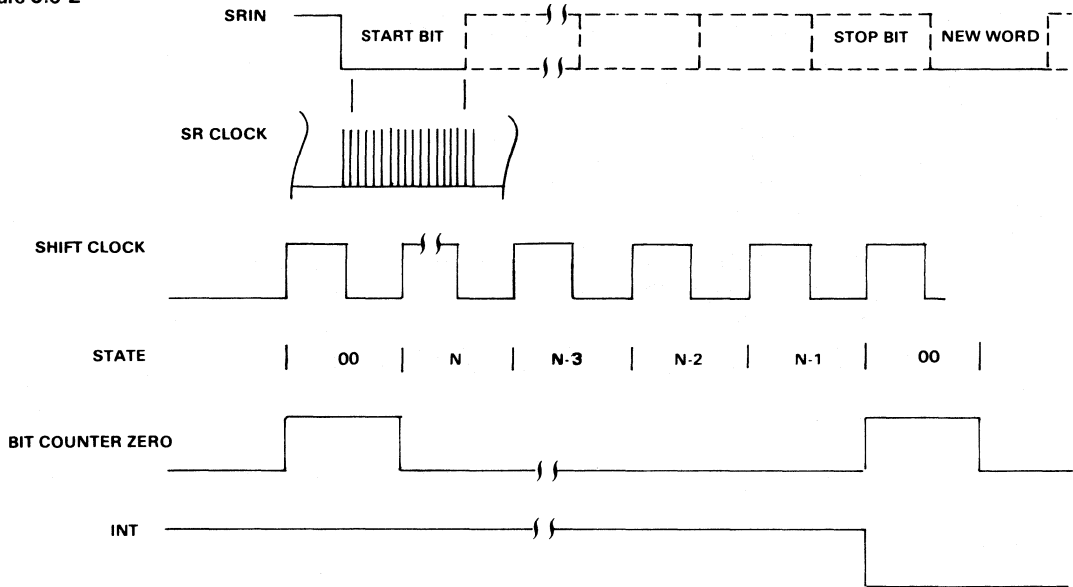 SRIN
START BIT
STOP BIT
NEW WORD
SR CLOCK
SHIFT CLOCK
STATE
00
N
N-3
N-2
N-1
00
BIT COUNTER ZERO
INT